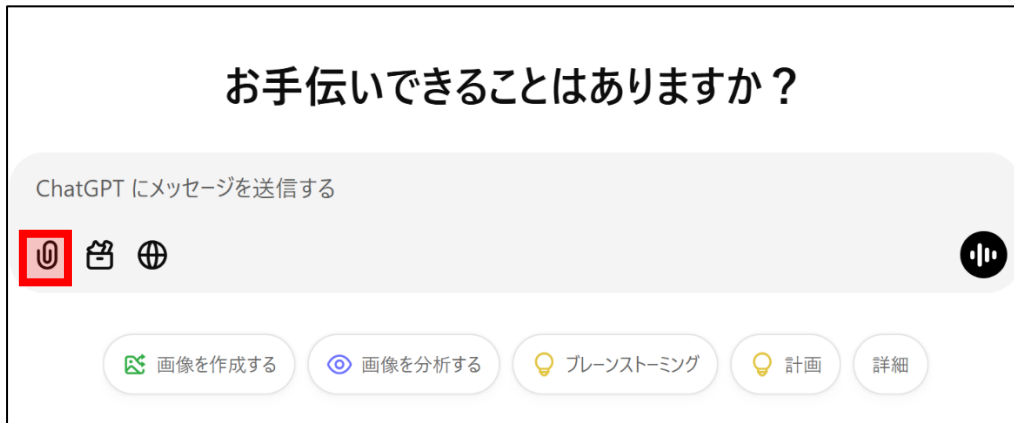 お手伝いできることはありますか？
ChatGPT にメッセージを送信する
画像を作成する
画像を分析する
ブレーンストーミング
計画
詳細